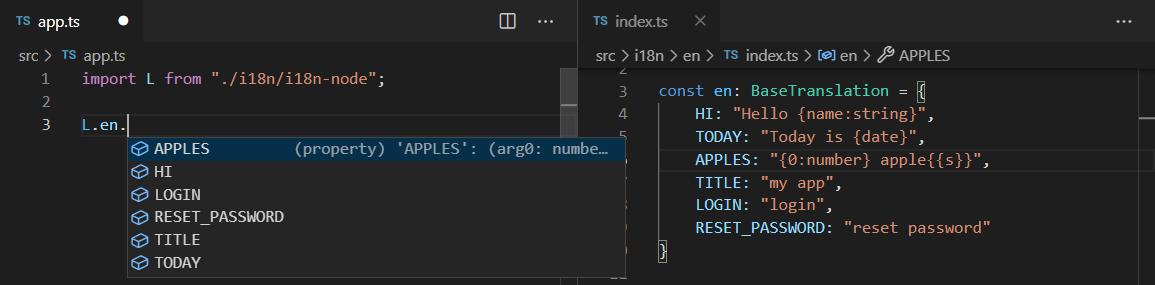 TS app.ts
src > TS app.ts
1 import L from "./i18n/i18n-node";
2
3 L.en.
APPLES (property) 'APPLES': (arg0: numbe…
HI
LOGIN
RESET_PASSWORD
TITLE
TODAY
TS index.ts
src > i18n > en > TS index.ts > en > APPLES
2
3 const en: BaseTranslation = {
4 HI: "Hello {name:string}",
TODAY: "Today is {date}",
APPLES: "{0:number} apple{{s}}",
TITLE: "my app",
LOGIN: "login",
RESET_PASSWORD: "reset password"
}